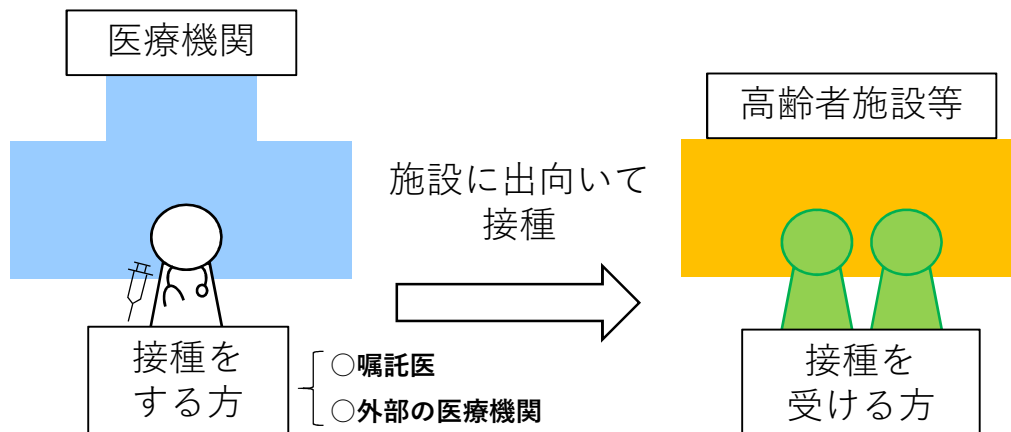 医療機関
高齢者施設等
施設に出向いて
接種
接種を
する方
○嘱託医
○外部の医療機関
接種を
受ける方